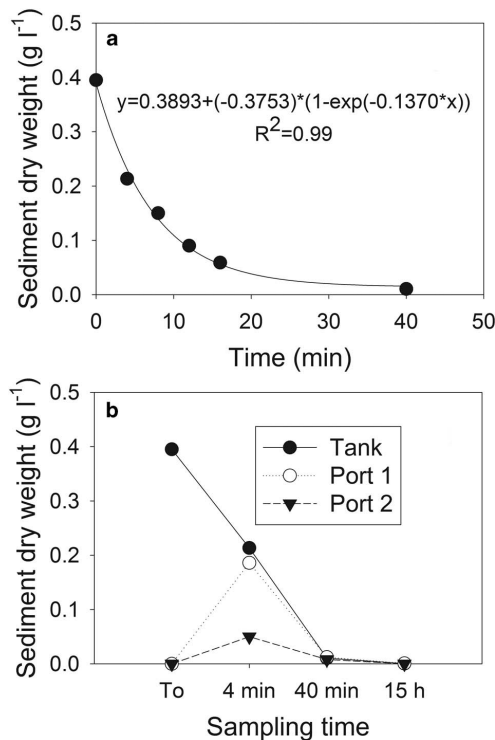 a
Sediment dry weight (g l⁻¹)
0.5
0.4
0.3
0.2
0.1
0.0
y=0.3893+(-0.3753)*(1-exp(-0.1370*x))
R²=0.99
0 10 20 30 40 50
Time (min)
b
Sediment dry weight (g l⁻¹)
0.5
0.4
0.3
0.2
0.1
0.0
Tank
Port 1
Port 2
To 4 min 40 min 15 h
Sampling time